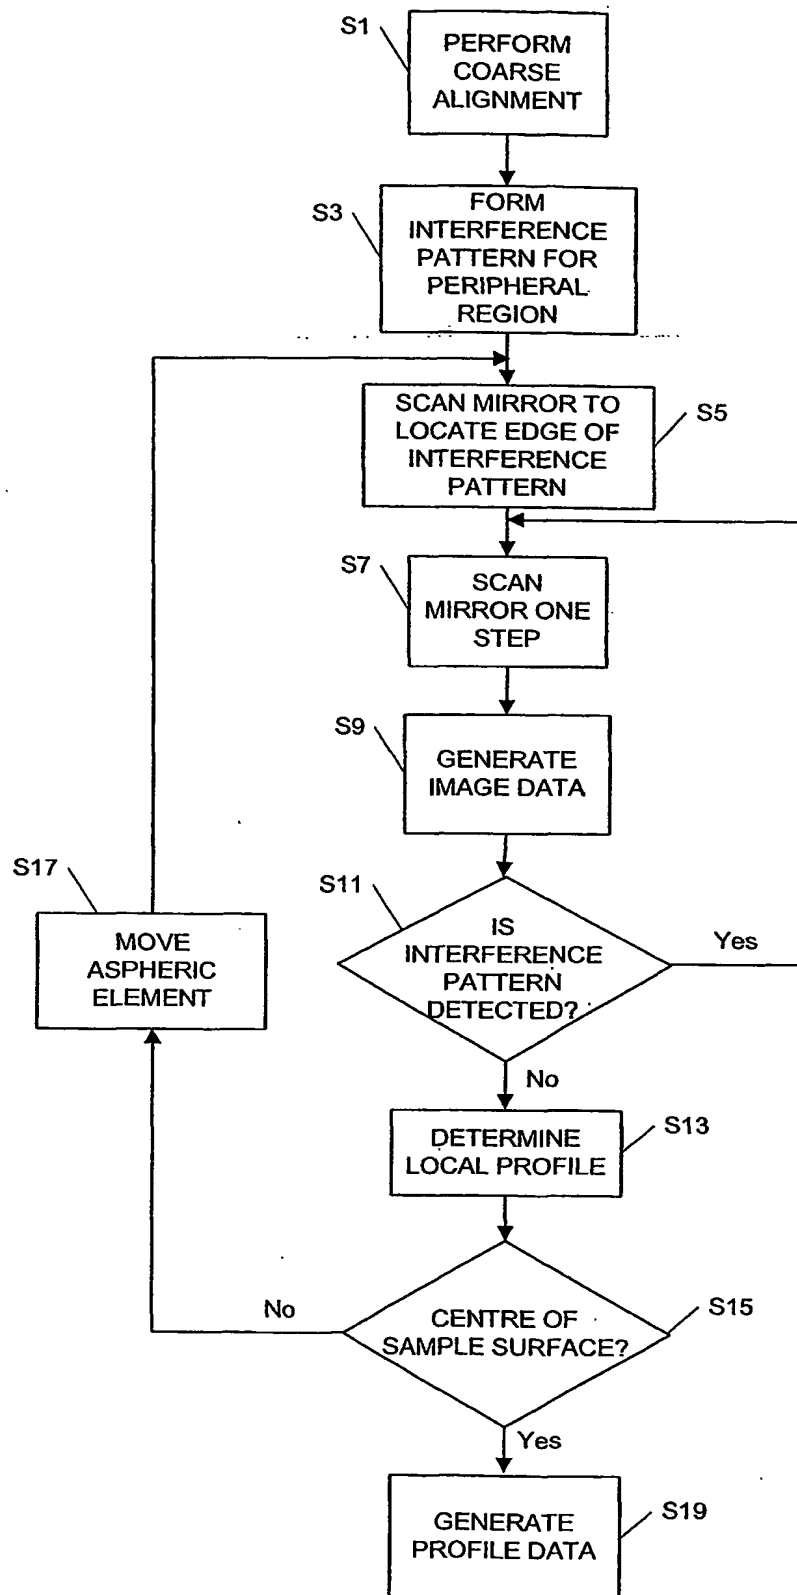 S1
PERFORM
COARSE
ALIGNMENT
S3
FORM
INTERFERENCE
PATTERN FOR
PERIPHERAL
REGION
SCAN MIRROR TO
LOCATE EDGE OF
INTERFERENCE
PATTERN
S5
S7
SCAN
MIRROR ONE
STEP
S9
GENERATE
IMAGE DATA
S17
MOVE
ASPHERIC
ELEMENT
S11
IS
INTERFERENCE
PATTERN
DETECTED?
Yes
No
DETERMINE
LOCAL PROFILE
S13
No
CENTRE OF
SAMPLE SURFACE?
S15
Yes
GENERATE
PROFILE DATA
S19